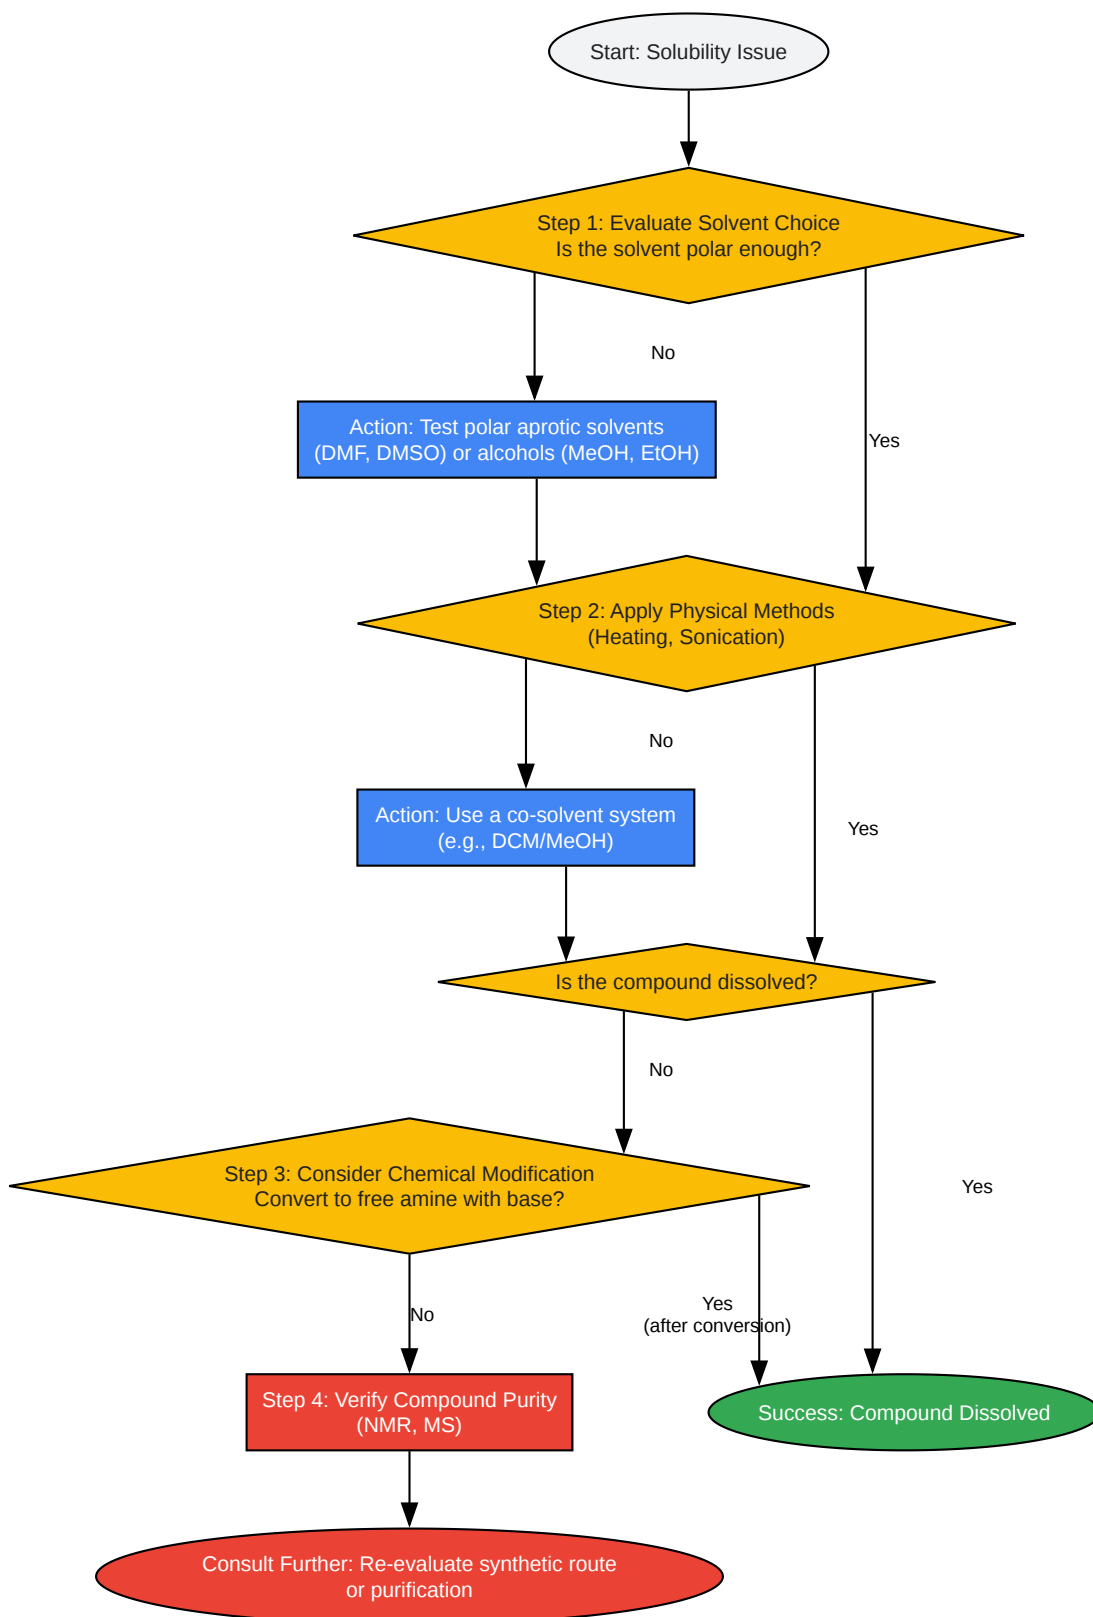 Start: Solubility Issue
Step 1: Evaluate Solvent Choice
Is the solvent polar enough?
No
Action: Test polar aprotic solvents
(DMF, DMSO) or alcohols (MeOH, EtOH)
Yes
Step 2: Apply Physical Methods
(Heating, Sonication)
No
Action: Use a co-solvent system
(e.g., DCM/MeOH)
Yes
Is the compound dissolved?
No
Step 3: Consider Chemical Modification
Convert to free amine with base?
Yes
No
Yes
(after conversion)
Step 4: Verify Compound Purity
(NMR, MS)
Success: Compound Dissolved
Consult Further: Re-evaluate synthetic route
or purification